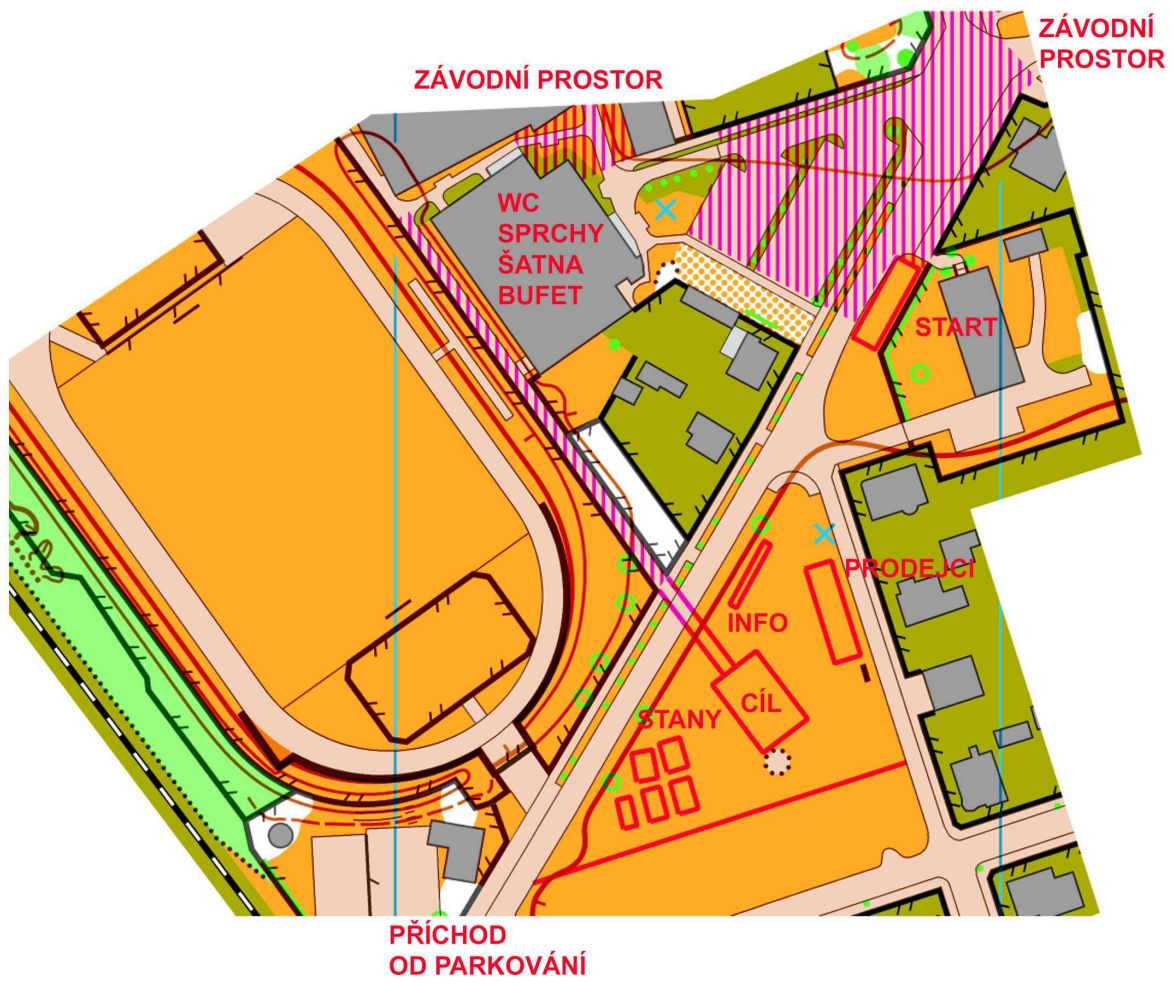 ZÁVODNÍ
PROSTOR
ZÁVODNÍ PROSTOR
WC
SPRCHY
ŠATNA
BUFET
START
PRODEJCI
INFO
CÍL
STANY
PŘÍCHOD
OD PARKOVÁNÍ